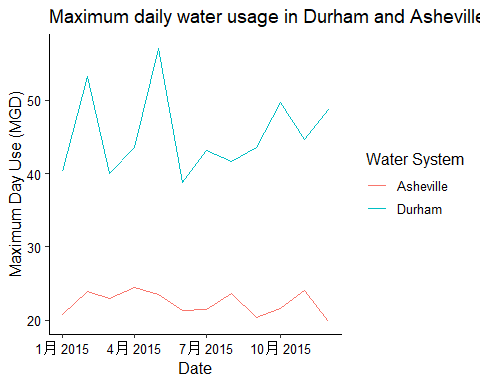 Maximum daily water usage in Durham and Asheville
Maximum Day Use (MGD)
50
40
30
20
1月 2015
4月 2015
7月 2015
10月 2015
Date
Water System
Asheville
Durham